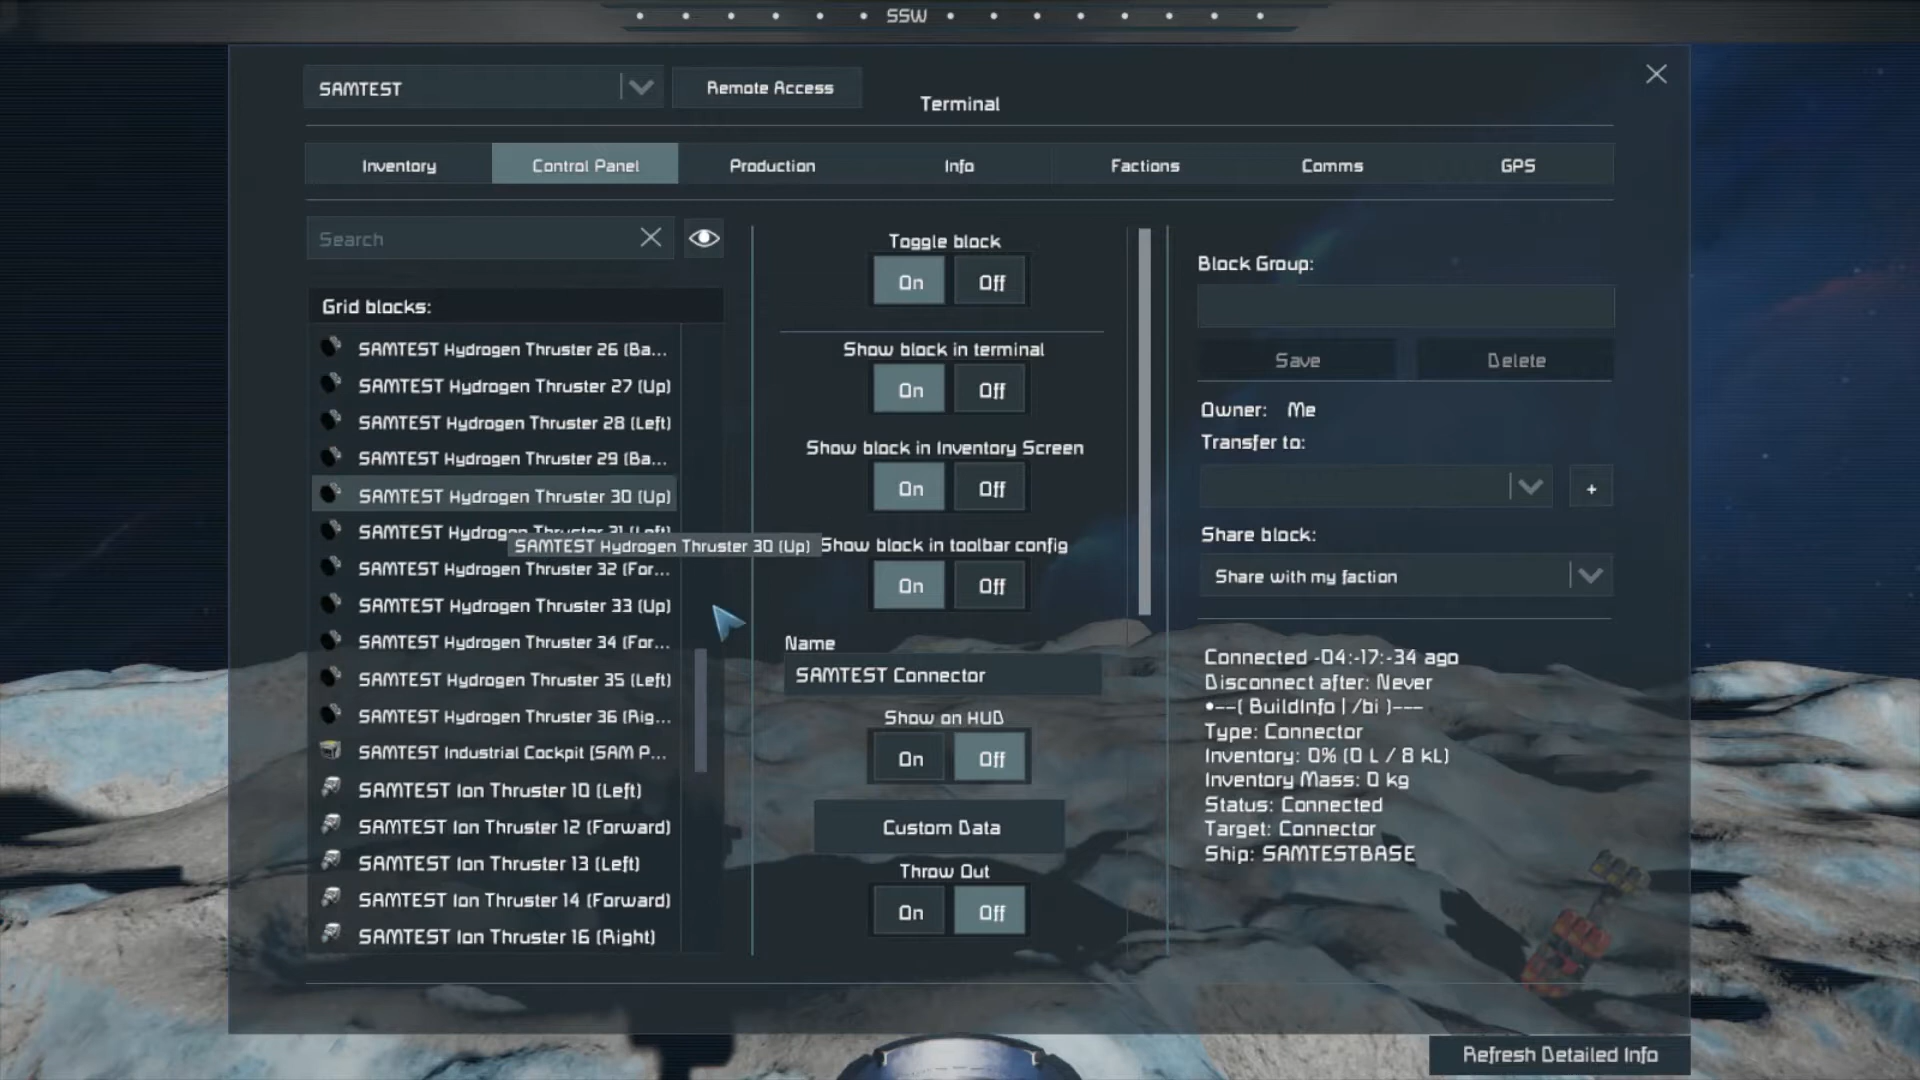 SSW
SAMTEST
Remote Access
Terminal
Inventory
Control Panel
Production
Info
Factions
Comms
GPS
Search
Grid blocks:
SAMTEST Hydrogen Thruster 26 (Ba...
SAMTEST Hydrogen Thruster 27 (Up)
SAMTEST Hydrogen Thruster 28 (Left)
SAMTEST Hydrogen Thruster 29 (Ba...
SAMTEST Hydrogen Thruster 30 (Up)
SAMTEST Hydrogen Thruster 31 (Left)
SAMTEST Hydrogen Thruster 30 (Up)
SAMTEST Hydrogen Thruster 32 (For...
SAMTEST Hydrogen Thruster 33 (Up)
SAMTEST Hydrogen Thruster 34 (For...
SAMTEST Hydrogen Thruster 35 (Left)
SAMTEST Hydrogen Thruster 36 (Rig...
SAMTEST Industrial Cockpit [SAM P...
SAMTEST Ion Thruster 10 (Left)
SAMTEST Ion Thruster 12 (Forward)
SAMTEST Ion Thruster 13 (Left)
SAMTEST Ion Thruster 14 (Forward)
SAMTEST Ion Thruster 16 (Right)
Toggle block
On Off
Show block in terminal
On Off
Show block in Inventory Screen
On Off
Show block in toolbar config
On Off
Name
SAMTEST Connector
Show on HUD
On Off
Custom Data
Throw Out
On Off
Block Group:
Save Delete
Owner: Me
Transfer to:
+
Share block:
Share with my faction
Connected -04:-17:-34 ago
Disconnect after: Never
•--( BuildInfo | /bi )---
Type: Connector
Inventory: 0% (0 L / 8 kL)
Inventory Mass: 0 kg
Status: Connected
Target: Connector
Ship: SAMTESTBASE
Refresh Detailed Info